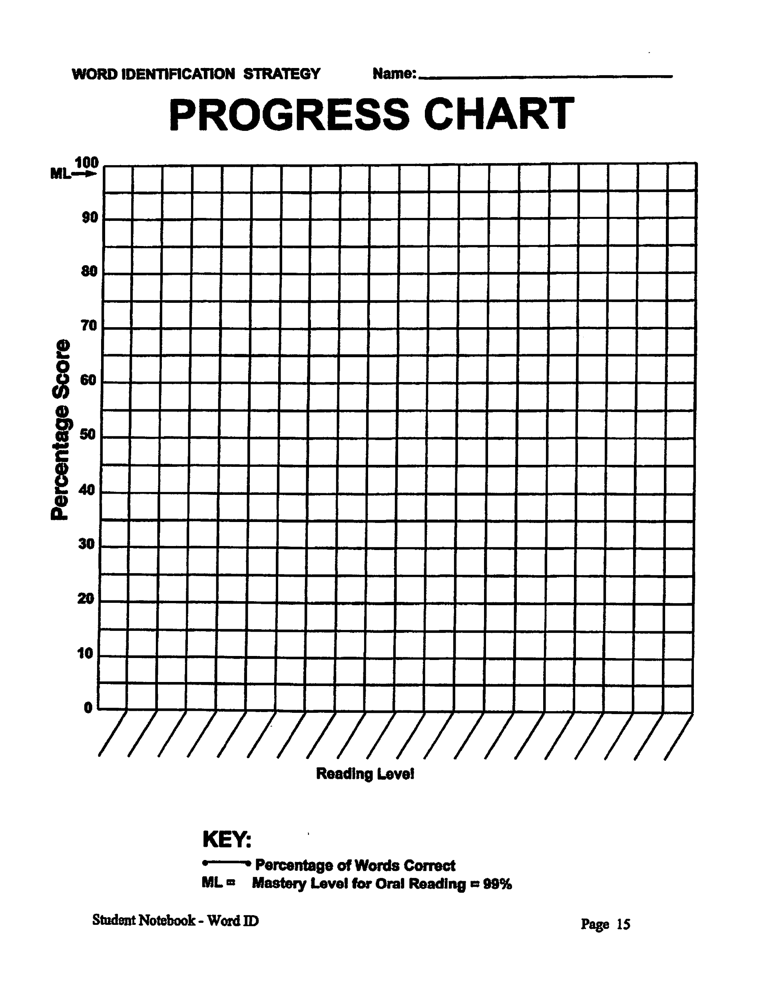 WORD IDENTIFICATION STRATEGY Name:
PROGRESS CHART
100
ML
90
80
70
60
50
40
30
20
10
0
Percentage Score
Reading Level
KEY:
Percentage of Words Correct
ML = Mastery Level for Oral Reading = 99%
Student Notebook - Word ID Page 15